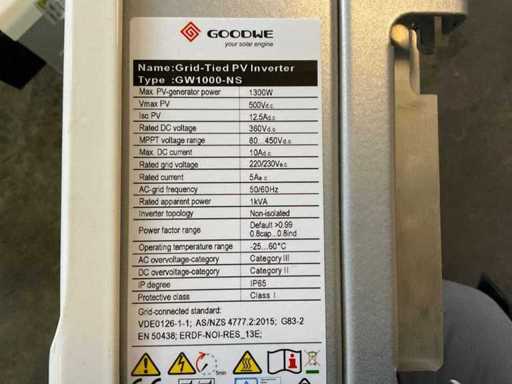 GOODWE
your solar engine
Name:Grid-Tied PV Inverter
Type :GW1000-NS
Max. PV-generator power 1300W
Vmax PV 500Vd.c.
Isc PV 12.5Ad.c.
Rated DC voltage 360Vd.c.
MPPT voltage range 80...450Vd.c.
Max. DC current 10Ad.c.
Rated grid voltage 220/230Va.c.
Rated current 5Aa.c.
AC-grid frequency 50/60Hz
Rated apparent power 1kVA
Inverter topology Non-isolated
Power factor range Default >0.99
0.8cap...0.8ind
Operating temperature range -25...60°C
AC overvoltage-category Category III
DC overvoltage-category Category II
IP degree IP65
Protective class Class I
Grid-connected standard:
VDE0126-1-1; AS/NZS 4777.2:2015; G83-2
EN 50438; ERDF-NOI-RES_13E;
5min